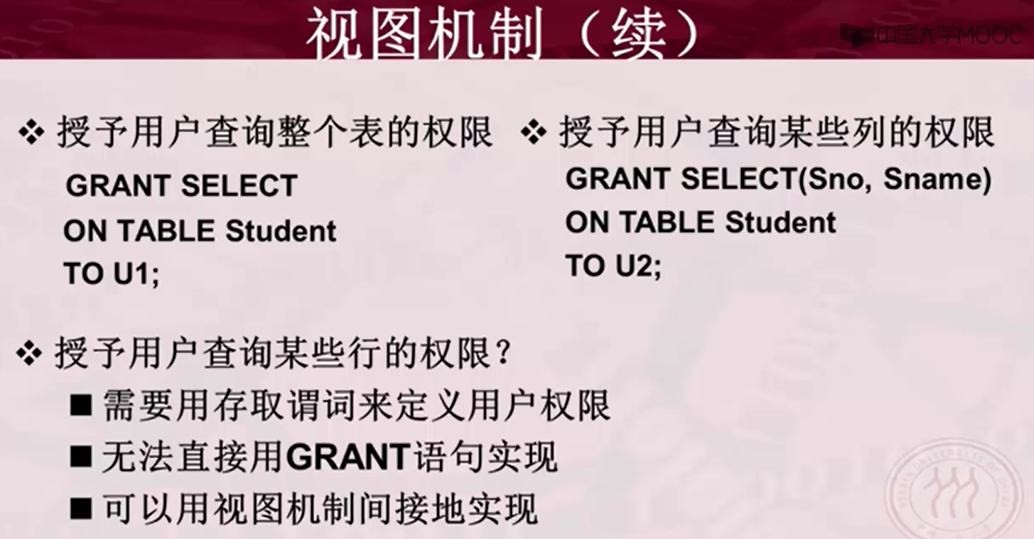 视图机制（续）
中国大学MOOC
❖ 授予用户查询整个表的权限
GRANT SELECT
ON TABLE Student
TO U1;
❖ 授予用户查询某些列的权限
GRANT SELECT(Sno, Sname)
ON TABLE Student
TO U2;
❖ 授予用户查询某些行的权限？
■ 需要用存取谓词来定义用户权限
■ 无法直接用GRANT语句实现
■ 可以用视图机制间接地实现